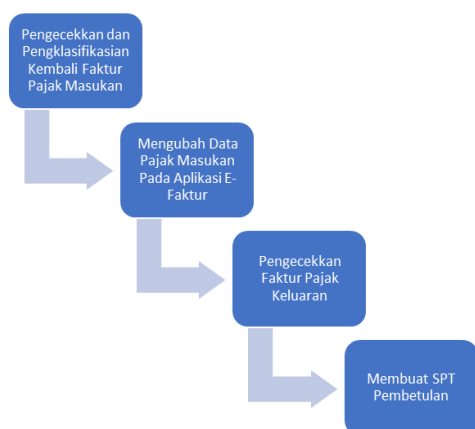 Pengecekkan dan
Pengklasifikasian
Kembali Faktur
Pajak Masukan
Mengubah Data
Pajak Masukan
Pada Aplikasi E-
Faktur
Pengecekkan
Faktur Pajak
Keluaran
Membuat SPT
Pembetulan